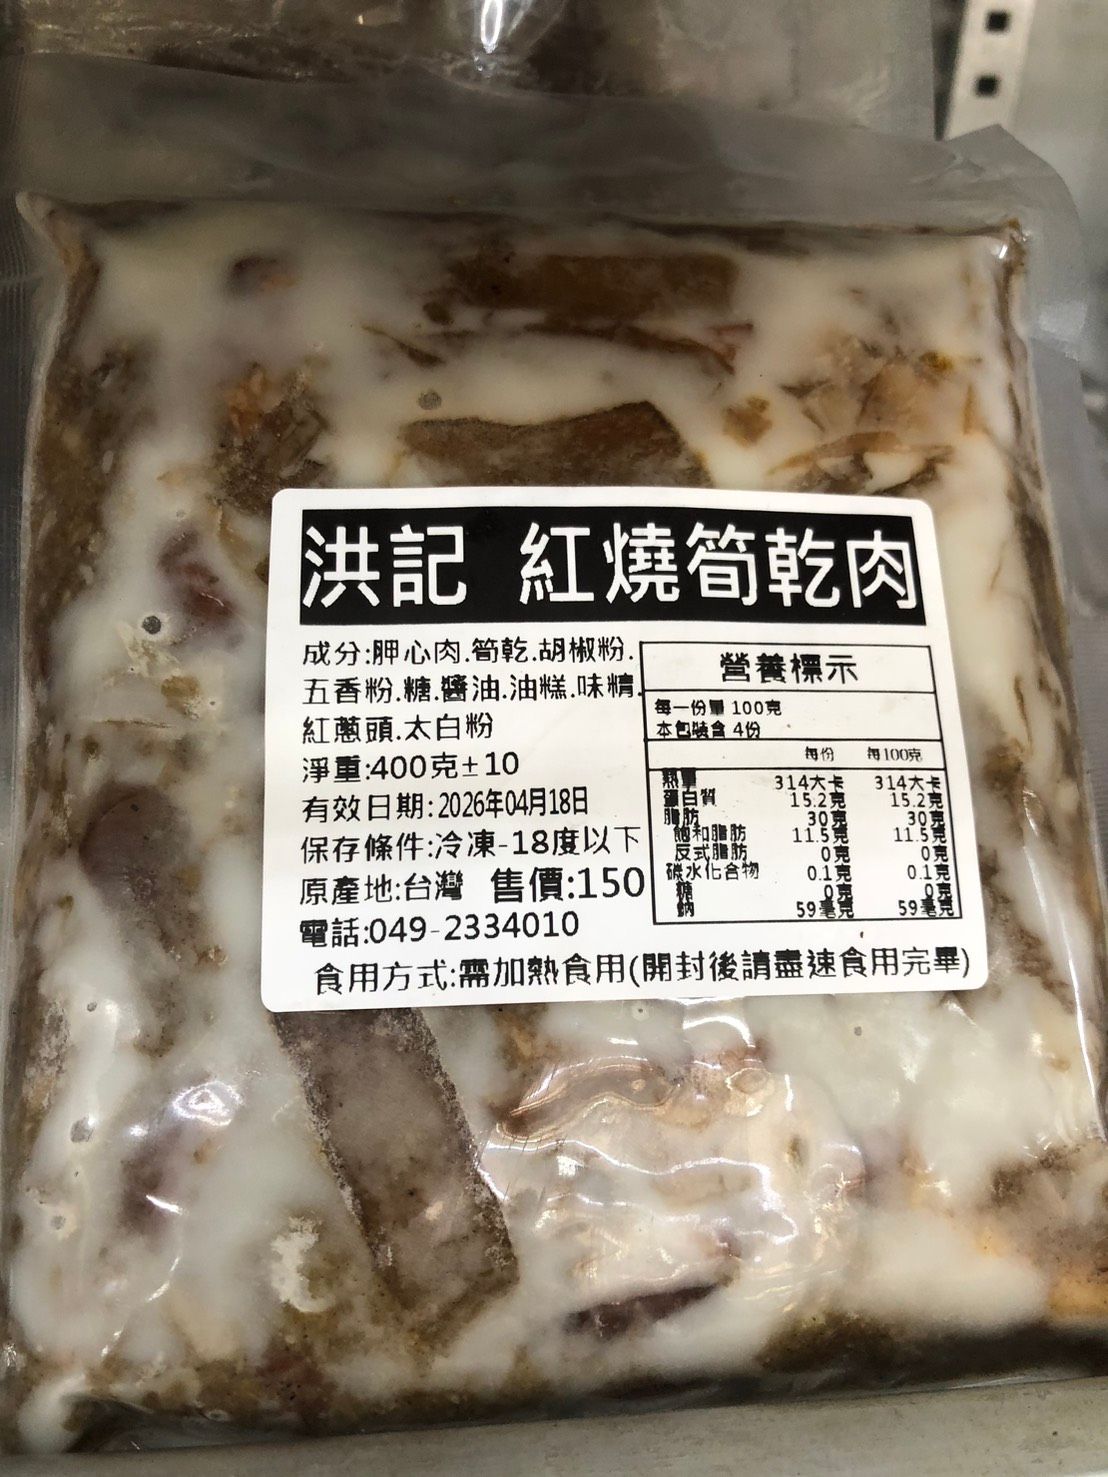 洪記 紅燒筍乾肉
成分:胛心肉.筍乾.胡椒粉.
五香粉.糖.醬油.油糕.味精.
紅蔥頭.太白粉
淨重:400克±10
有效日期:2026年04月18日
保存條件:冷凍-18度以下
原產地:台灣 售價:150
電話:049-2334010
營養標示
每一份量 100克
本包裝含 4份
每份 每100克
熱量 314大卡 314大卡
蛋白質 15.2克 15.2克
脂肪 30克 30克
飽和脂肪 11.5克 11.5克
反式脂肪 0克 0克
碳水化合物 0.1克 0.1克
糖 0克 0克
鈉 59毫克 59毫克
食用方式:需加熱食用(開封後請盡速食用完畢)